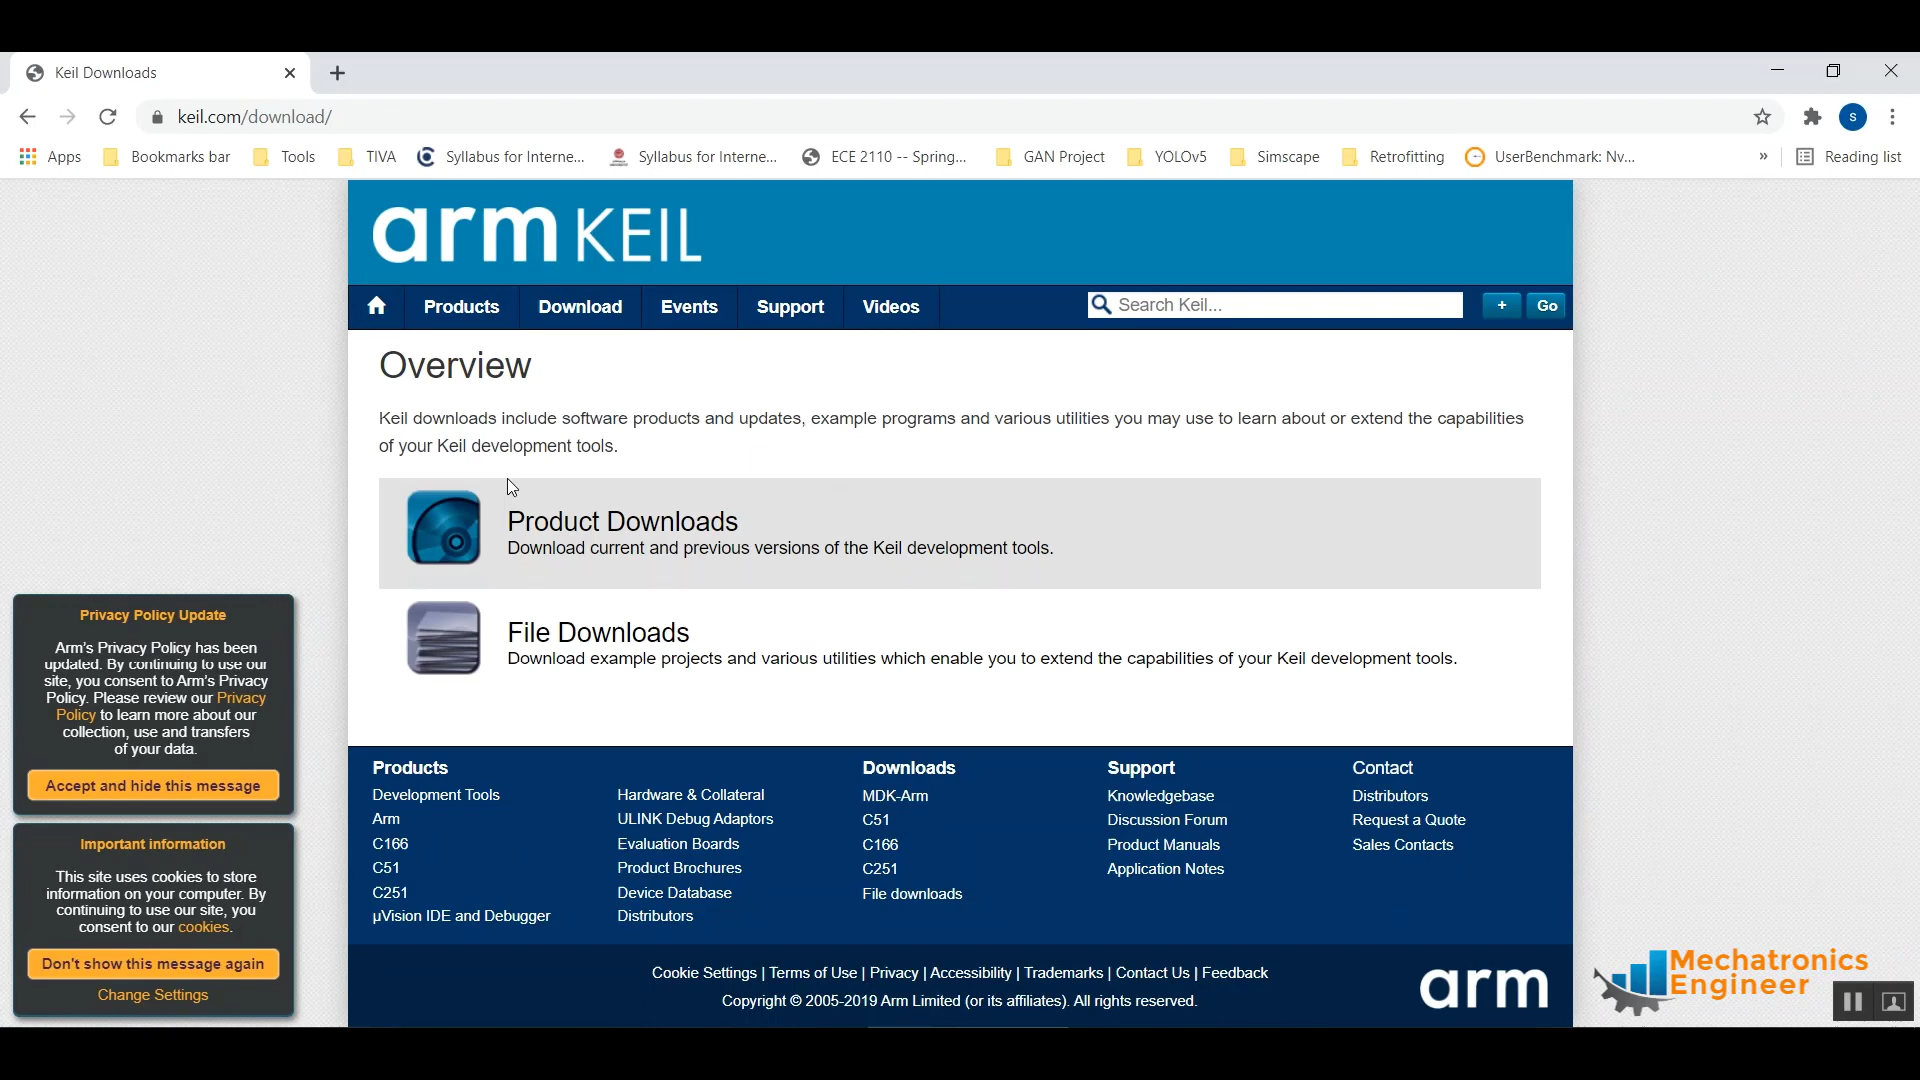 Keil Downloads
keil.com/download/
Apps Bookmarks bar Tools TIVA Syllabus for Interne... Syllabus for Interne... ECE 2110 -- Spring... GAN Project YOLOv5 Simscape Retrofitting UserBenchmark: Nv... » Reading list
S
arm KEIL
Products Download Events Support Videos Search Keil... + Go
Overview
Keil downloads include software products and updates, example programs and various utilities you may use to learn about or extend the capabilities
of your Keil development tools.
Product Downloads
Download current and previous versions of the Keil development tools.
File Downloads
Download example projects and various utilities which enable you to extend the capabilities of your Keil development tools.
Privacy Policy Update
Arm's Privacy Policy has been
updated. By continuing to use our
site, you consent to Arm's Privacy
Policy. Please review our Privacy
Policy to learn more about our
collection, use and transfers
of your data.
Accept and hide this message
Important information
This site uses cookies to store
information on your computer. By
continuing to use our site, you
consent to our cookies.
Don't show this message again
Change Settings
Products
Development Tools
Arm
C166
C51
C251
µVision IDE and Debugger
Hardware & Collateral
ULINK Debug Adaptors
Evaluation Boards
Product Brochures
Device Database
Distributors
Downloads
MDK-Arm
C51
C166
C251
File downloads
Support
Knowledgebase
Discussion Forum
Product Manuals
Application Notes
Contact
Distributors
Request a Quote
Sales Contacts
Cookie Settings | Terms of Use | Privacy | Accessibility | Trademarks | Contact Us | Feedback
Copyright © 2005-2019 Arm Limited (or its affiliates). All rights reserved.
arm
Mechatronics
Engineer